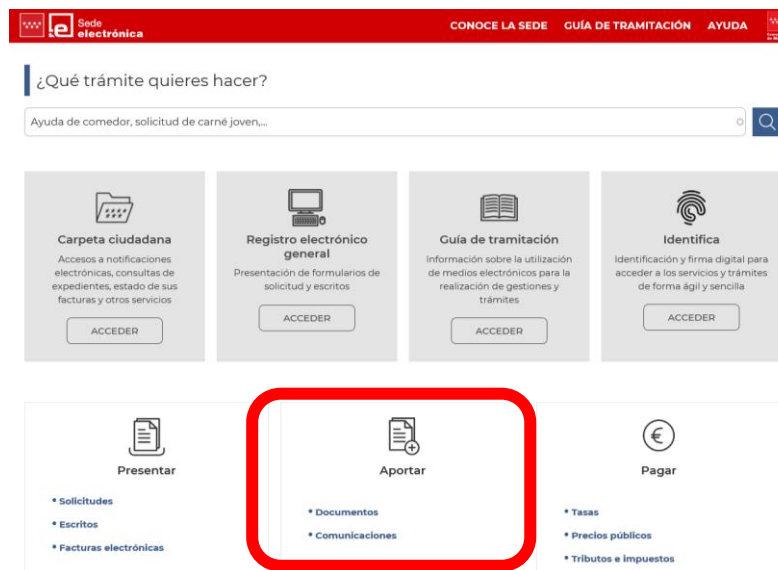 Sede
electrónica
CONOCE LA SEDE GUÍA DE TRAMITACIÓN AYUDA
¿Qué trámite quieres hacer?
Ayuda de comedor, solicitud de carné joven,...
Carpeta ciudadana
Accesos a notificaciones
electrónicas, consultas de
expedientes, estado de sus
facturas y otros servicios
ACCEDER
Registro electrónico
general
Presentación de formularios de
solicitud y escritos
ACCEDER
Guía de tramitación
Información sobre la utilización
de medios electrónicos para la
realización de gestiones y
trámites
ACCEDER
Identifica
Identificación y firma digital para
acceder a los servicios y trámites
de forma ágil y sencilla
ACCEDER
Presentar
• Solicitudes
• Escritos
• Facturas electrónicas
Aportar
• Documentos
• Comunicaciones
Pagar
• Tasas
• Precios públicos
• Tributos e impuestos